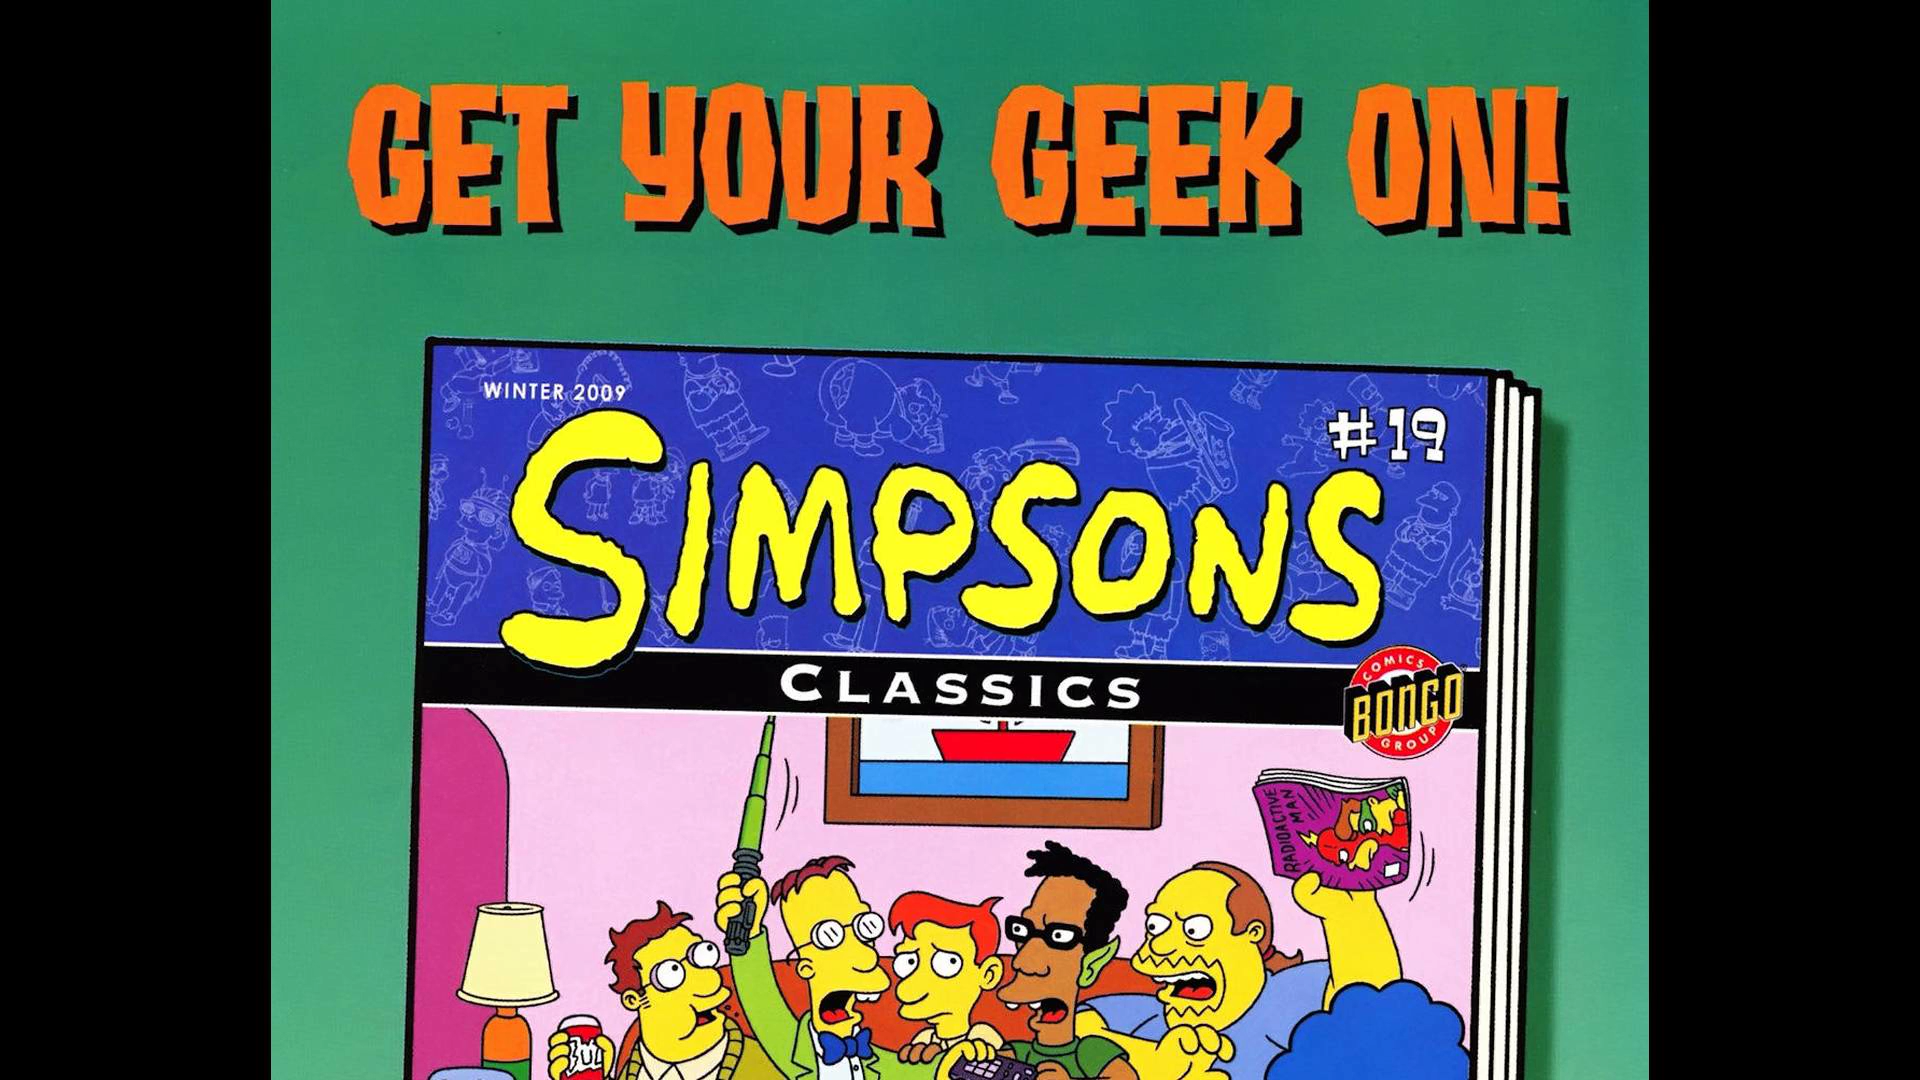 GET YOUR GEEK ON!
WINTER 2009
#19
SIMPSONS
CLASSICS
COMICS
BONGO
GROUP
RADIOACTIVE
MAN